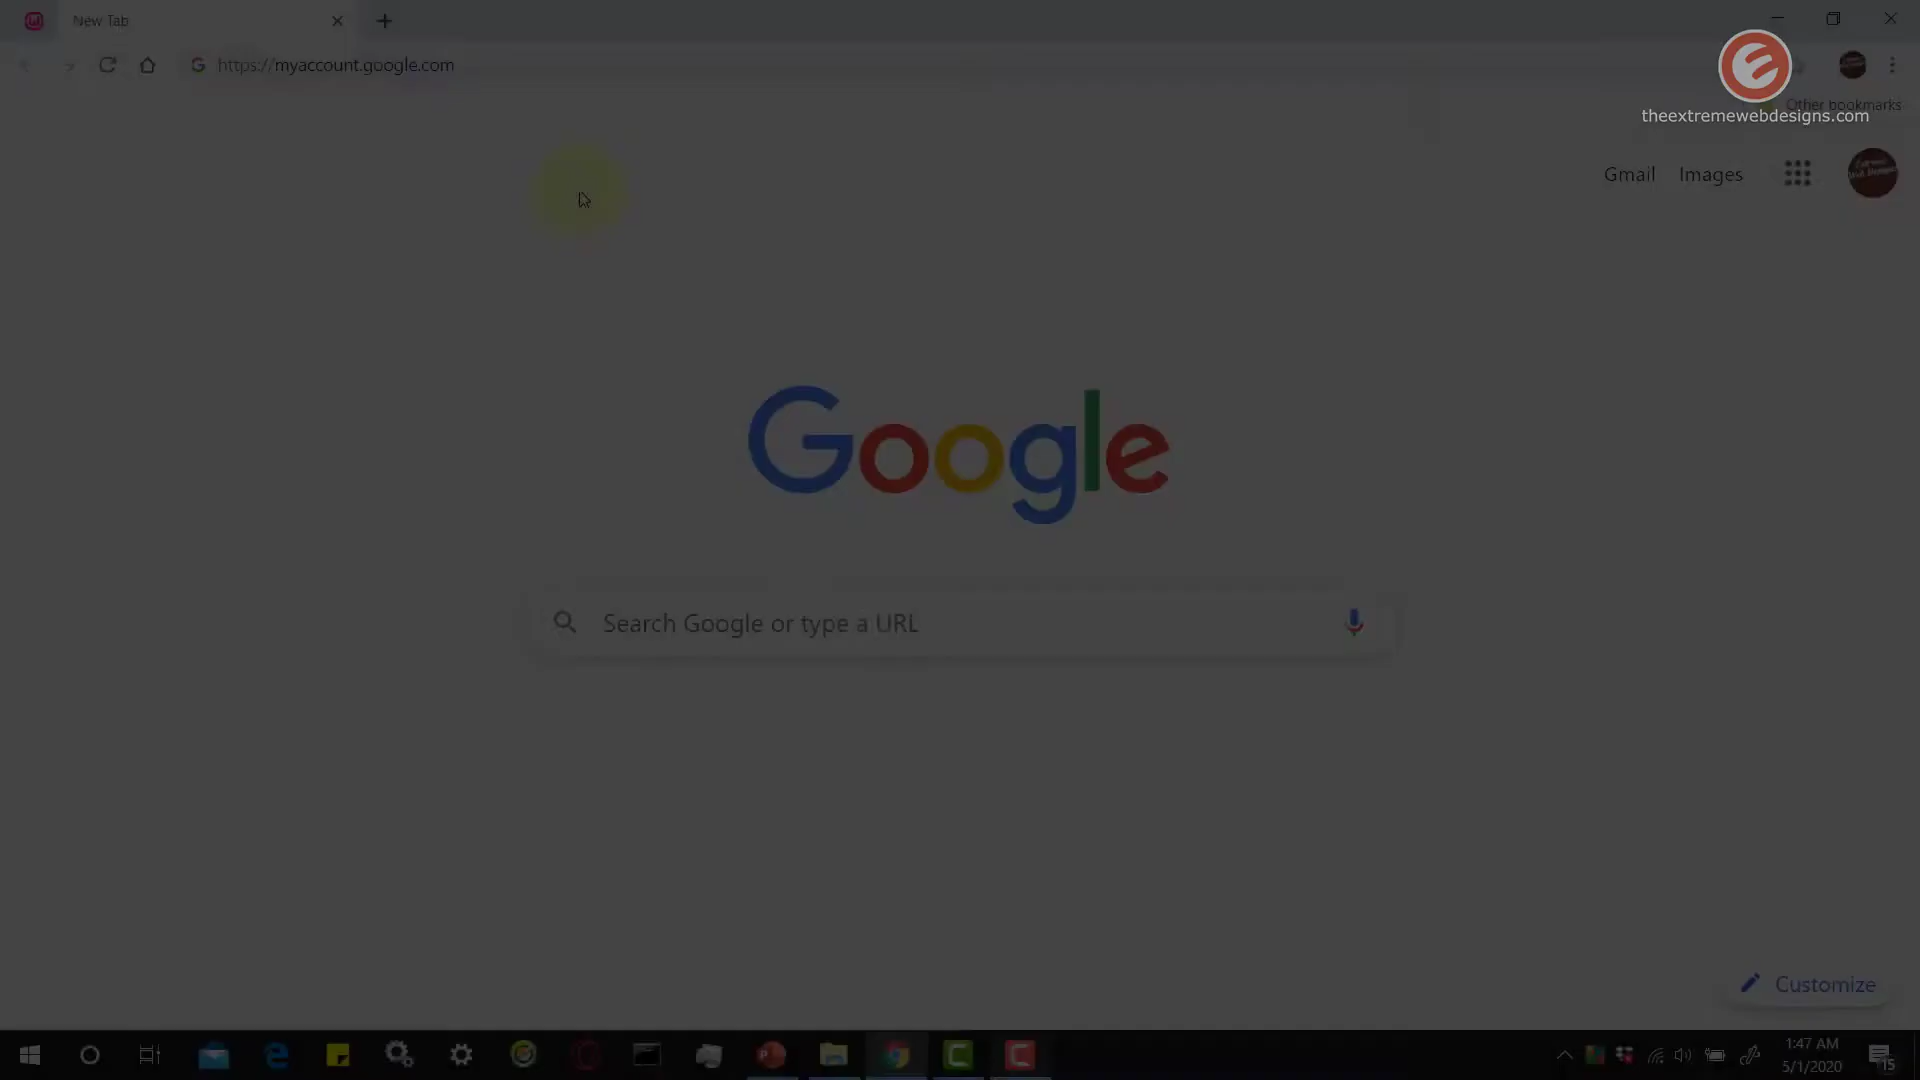 New Tab
https://myaccount.google.com
Other bookmarks
theextremewebdesigns.com
Gmail
Images
Google
Search Google or type a URL
Customize
1:47 AM
5/1/2020
15